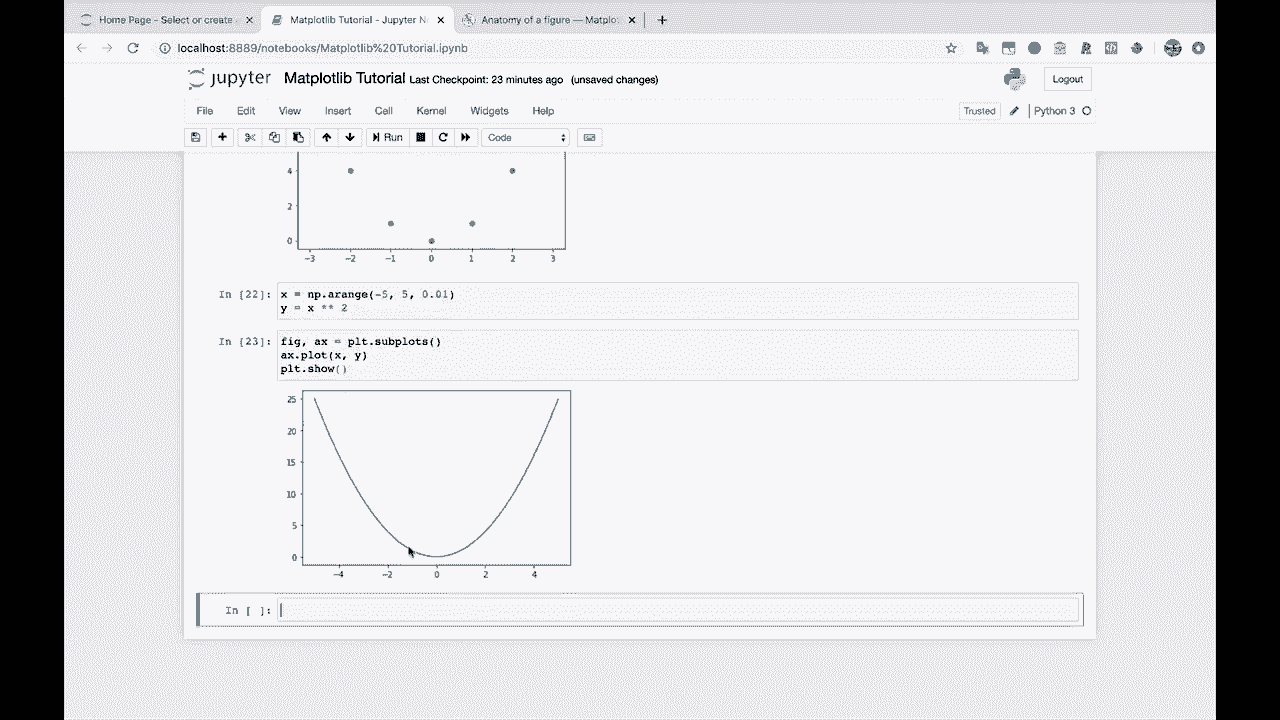 Home Page - Select or create
Matplotlib Tutorial - Jupyter N
Anatomy of a figure — Matplot
localhost:8889/notebooks/Matplotlib%20Tutorial.ipynb
jupyter Matplotlib Tutorial Last Checkpoint: 23 minutes ago (unsaved changes)
Logout
File Edit View Insert Cell Kernel Widgets Help
Trusted Python 3
Run Code
4
2
0
−3 −2 −1 0 1 2 3
In [22]: x = np.arange(-5, 5, 0.01)
y = x ** 2
In [23]: fig, ax = plt.subplots()
ax.plot(x, y)
plt.show()
25
20
15
10
5
0
−4 −2 0 2 4
In [ ]: